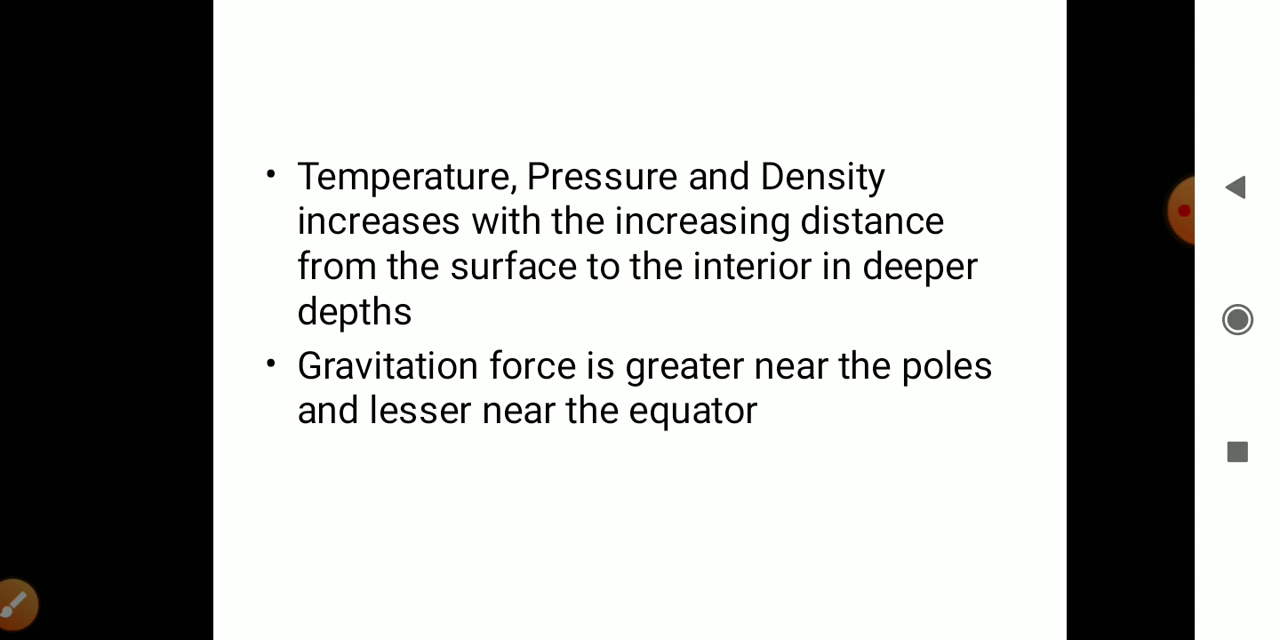 • Temperature, Pressure and Density
increases with the increasing distance
from the surface to the interior in deeper
depths
• Gravitation force is greater near the poles
and lesser near the equator